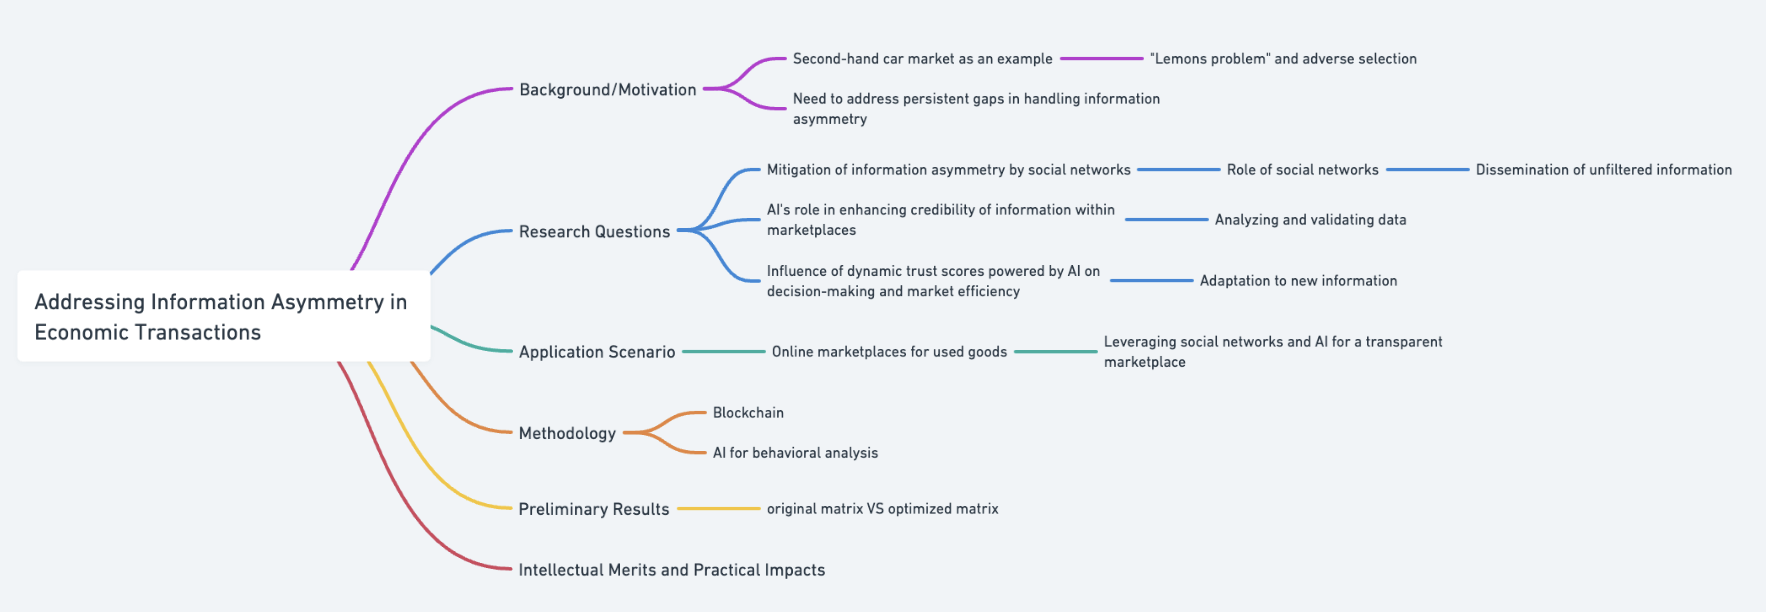 Addressing Information Asymmetry in
Economic Transactions
Background/Motivation
Second-hand car market as an example
"Lemons problem" and adverse selection
Need to address persistent gaps in handling information
asymmetry
Research Questions
Mitigation of information asymmetry by social networks
Role of social networks
Dissemination of unfiltered information
AI's role in enhancing credibility of information within
marketplaces
Analyzing and validating data
Influence of dynamic trust scores powered by AI on
decision-making and market efficiency
Adaptation to new information
Application Scenario
Online marketplaces for used goods
Leveraging social networks and AI for a transparent
marketplace
Methodology
Blockchain
AI for behavioral analysis
Preliminary Results
original matrix VS optimized matrix
Intellectual Merits and Practical Impacts